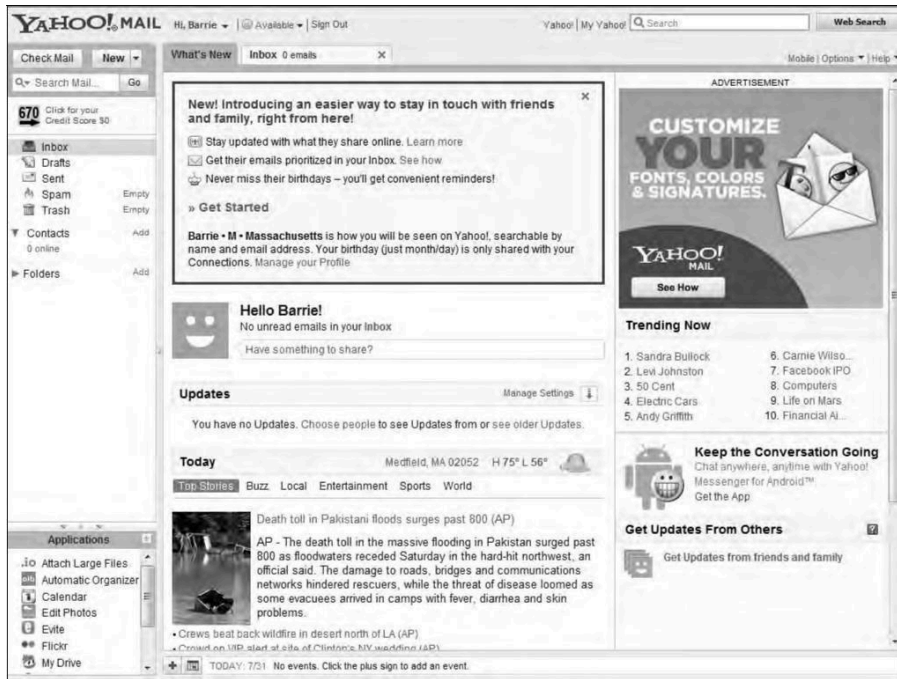 YAHOO! MAIL Hi, Barrie Available Sign Out Yahoo! My Yahoo! Search Web Search
Check Mail New
What's New Inbox 0 emails x
Mobile | Options | Help
Search Mail... Go
670 Click for your
Credit Score $0
Inbox
Drafts
Sent
Spam Empty
Trash Empty
Contacts Add
0 online
Folders Add
Applications
.io Attach Large Files
Automatic Organizer
Calendar
Edit Photos
Evite
Flickr
My Drive
New! Introducing an easier way to stay in touch with friends
and family, right from here!
Stay updated with what they share online. Learn more
Get their emails prioritized in your Inbox. See how
Never miss their birthdays – you'll get convenient reminders!
» Get Started
Barrie • M • Massachusetts is how you will be seen on Yahoo!, searchable by
name and email address. Your birthday (just month/day) is only shared with your
Connections. Manage your Profile
Hello Barrie!
No unread emails in your Inbox
Have something to share?
Updates Manage Settings
You have no Updates. Choose people to see Updates from or see older Updates.
Today Medfield, MA 02052 H 75° L 56°
Top Stories Buzz Local Entertainment Sports World
Death toll in Pakistani floods surges past 800 (AP)
AP - The death toll in the massive flooding in Pakistan surged past
800 as floodwaters receded Saturday in the hard-hit northwest, an
official said. The damage to roads, bridges and communications
networks hindered rescuers, while the threat of disease loomed as
some evacuees arrived in camps with fever, diarrhea and skin
problems.
• Crews beat back wildfire in desert north of LA (AP)
• Crowd on VIP alert at site of Clinton's NY wedding (AP)
TODAY: 7/31 No events. Click the plus sign to add an event.
ADVERTISEMENT
CUSTOMIZE
YOUR
FONTS, COLORS
& SIGNATURES.
YAHOO!
MAIL
See How
Trending Now
1. Sandra Bullock
2. Levi Johnston
3. 50 Cent
4. Electric Cars
5. Andy Griffith
6. Carnie Wilso...
7. Facebook IPO
8. Computers
9. Life on Mars
10. Financial Ai...
Keep the Conversation Going
Chat anywhere, anytime with Yahoo!
Messenger for Android™
Get the App
Get Updates From Others ?
Get Updates from friends and family